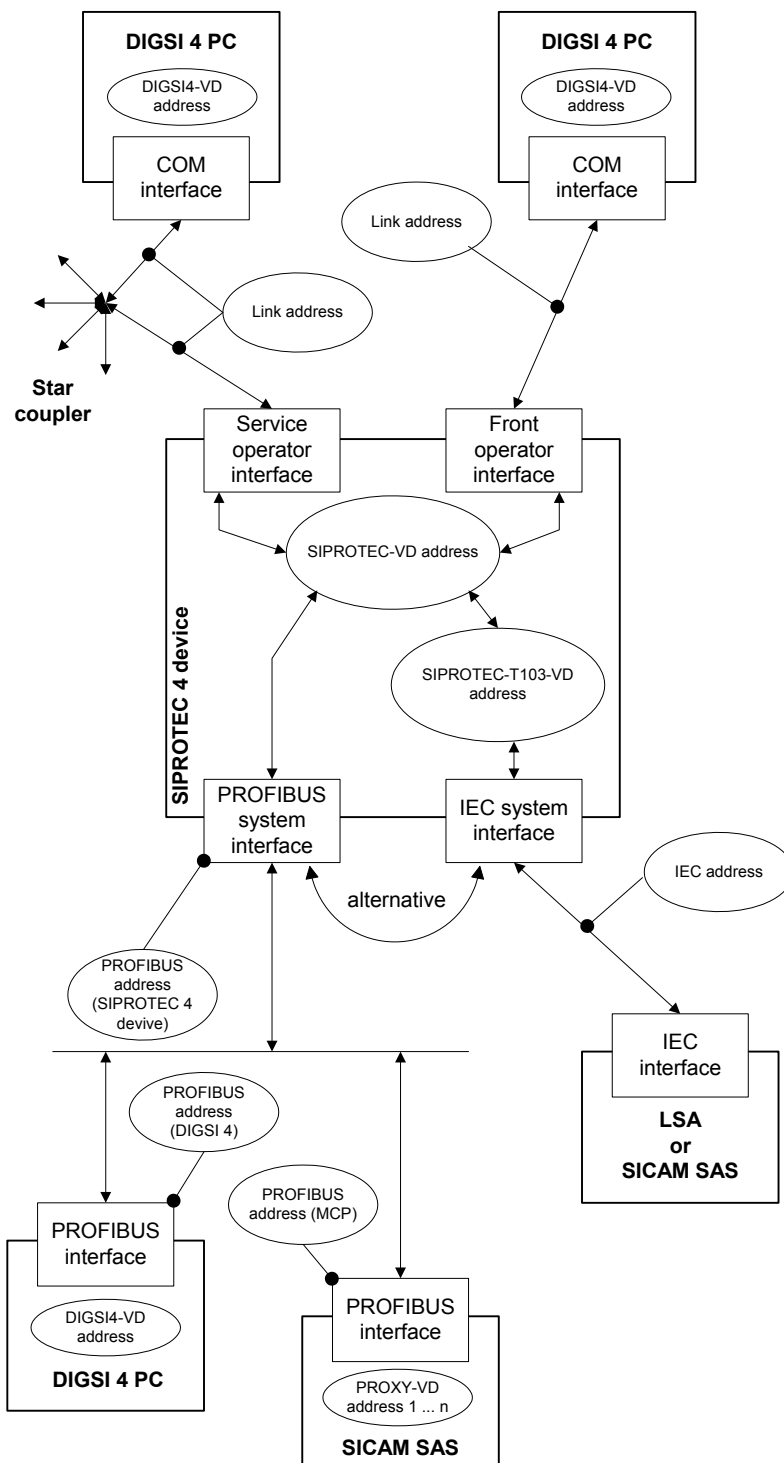 DIGSI 4 PC
DIGSI4-VD
address
COM
interface
DIGSI 4 PC
DIGSI4-VD
address
COM
interface
Link address
Link address
Star
coupler
Service
operator
interface
Front
operator
interface
SIPROTEC-VD address
SIPROTEC-T103-VD
address
SIPROTEC 4 device
PROFIBUS
system
interface
IEC system
interface
alternative
IEC address
PROFIBUS
address
(SIPROTEC 4
devive)
IEC
interface
LSA
or
SICAM SAS
PROFIBUS
address
(DIGSI 4)
PROFIBUS
address (MCP)
PROFIBUS
interface
DIGSI4-VD
address
DIGSI 4 PC
PROFIBUS
interface
PROXY-VD
address 1 ... n
SICAM SAS